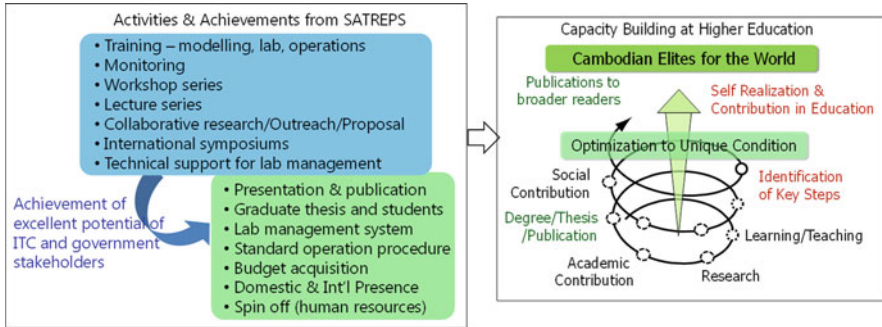 Activities & Achievements from SATREPS
• Training – modelling, lab, operations
• Monitoring
• Workshop series
• Lecture series
• Collaborative research/Outreach/Proposal
• International symposiums
• Technical support for lab management
Achievement of
excellent potential of
ITC and government
stakeholders
• Presentation & publication
• Graduate thesis and students
• Lab management system
• Standard operation procedure
• Budget acquisition
• Domestic & Int'l Presence
• Spin off (human resources)
Capacity Building at Higher Education
Cambodian Elites for the World
Publications to
broader readers
Self Realization &
Contribution in Education
Optimization to Unique Condition
Social
Contribution
Identification
of Key Steps
Degree/Thesis
/Publication
Learning/Teaching
Academic
Contribution
Research